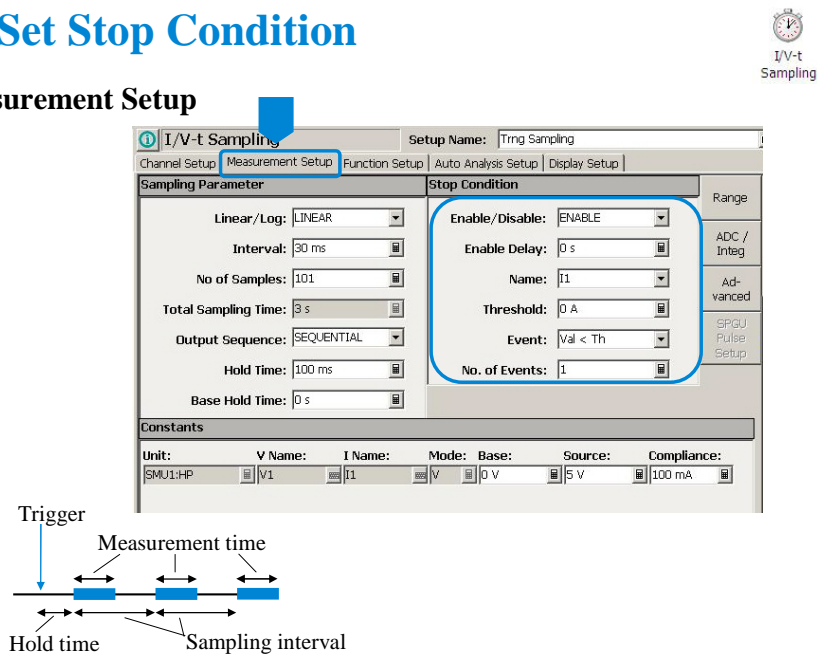 Set Stop Condition
I/V-t
Sampling
surement Setup
I/V-t Sampling
Setup Name: Trng Sampling
Channel Setup Measurement Setup Function Setup Auto Analysis Setup Display Setup
Sampling Parameter
Linear/Log: LINEAR
Interval: 30 ms
No of Samples: 101
Total Sampling Time: 3 s
Output Sequence: SEQUENTIAL
Hold Time: 100 ms
Base Hold Time: 0 s
Stop Condition
Enable/Disable: ENABLE
Enable Delay: 0 s
Name: I1
Threshold: 0 A
Event: Val < Th
No. of Events: 1
Range
ADC /
Integ
Ad-
vanced
SPGU
Pulse
Setup
Constants
Unit: V Name: I Name: Mode: Base: Source: Compliance:
SMU1:HP V1 I1 V 0 V 5 V 100 mA
Trigger
Measurement time
Hold time
Sampling interval